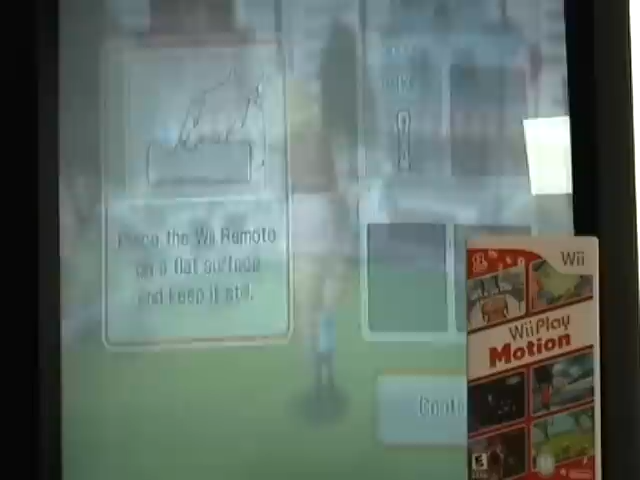 Place the Wii Remote
on a flat surface
and keep it still.
Wii
Wii Play
Motion
E